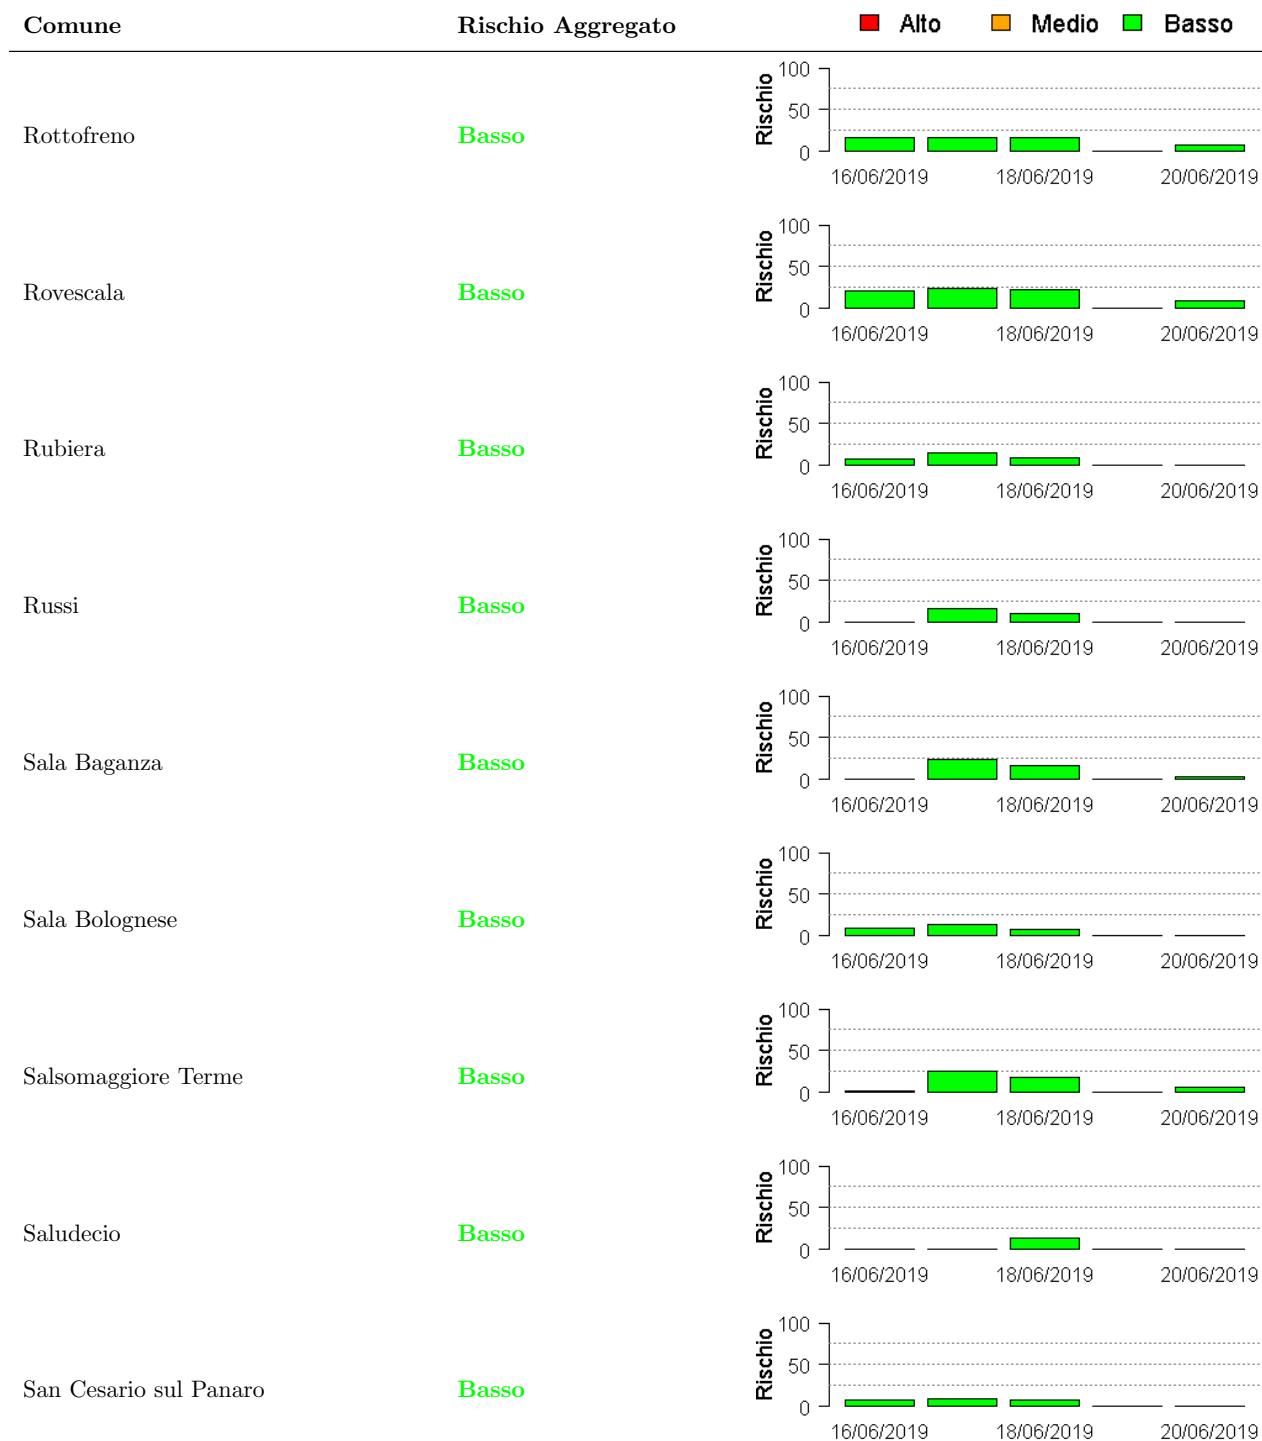 Comune Rischio Aggregato Alto Medio Basso
Rottofreno Basso
Rischio
100
50
0
16/06/2019 18/06/2019 20/06/2019
Rovescala Basso
Rischio
100
50
0
16/06/2019 18/06/2019 20/06/2019
Rubiera Basso
Rischio
100
50
0
16/06/2019 18/06/2019 20/06/2019
Russi Basso
Rischio
100
50
0
16/06/2019 18/06/2019 20/06/2019
Sala Baganza Basso
Rischio
100
50
0
16/06/2019 18/06/2019 20/06/2019
Sala Bolognese Basso
Rischio
100
50
0
16/06/2019 18/06/2019 20/06/2019
Salsomaggiore Terme Basso
Rischio
100
50
0
16/06/2019 18/06/2019 20/06/2019
Saludecio Basso
Rischio
100
50
0
16/06/2019 18/06/2019 20/06/2019
San Cesario sul Panaro Basso
Rischio
100
50
0
16/06/2019 18/06/2019 20/06/2019